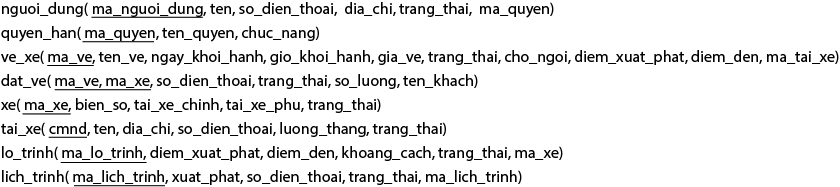 nguoi_dung( ma_nguoi_dung, ten, so_dien_thoai, dia_chi, trang_thai, ma_quyen)
quyen_han( ma_quyen, ten_quyen, chuc_nang)
ve_xe( ma_ve, ten_ve, ngay_khoi_hanh, gio_khoi_hanh, gia_ve, trang_thai, cho_ngoi, diem_xuat_phat, diem_den, ma_tai_xe)
dat_ve( ma_ve, ma_xe, so_dien_thoai, trang_thai, so_luong, ten_khach)
xe( ma_xe, bien_so, tai_xe_chinh, tai_xe_phu, trang_thai)
tai_xe( cmnd, ten, dia_chi, so_dien_thoai, luong_thang, trang_thai)
lo_trinh( ma_lo_trinh, diem_xuat_phat, diem_den, khoang_cach, trang_thai, ma_xe)
lich_trinh( ma_lich_trinh, xuat_phat, so_dien_thoai, trang_thai, ma_lich_trinh)